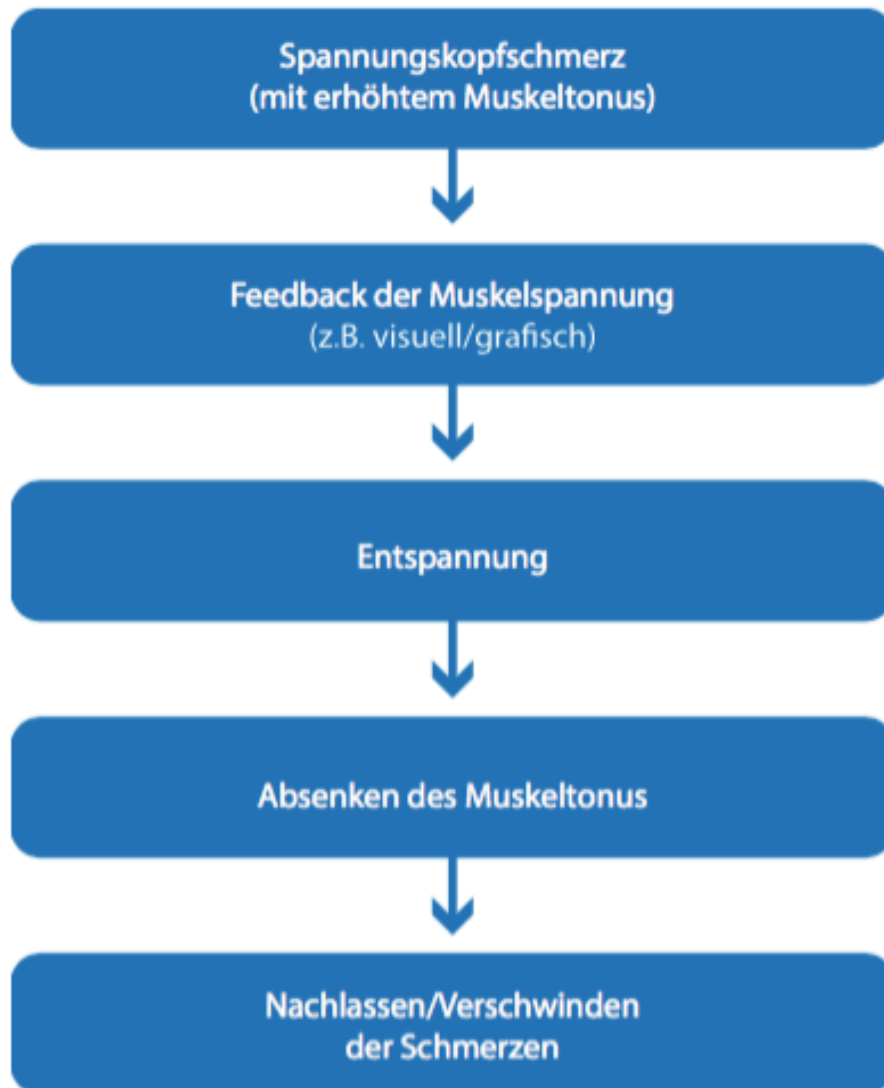 Spannungskopfschmerz
(mit erhöhtem Muskeltonus)
Feedback der Muskelspannung
(z.B. visuell/grafisch)
Entspannung
Absenken des Muskeltonus
Nachlassen/Verschwinden
der Schmerzen